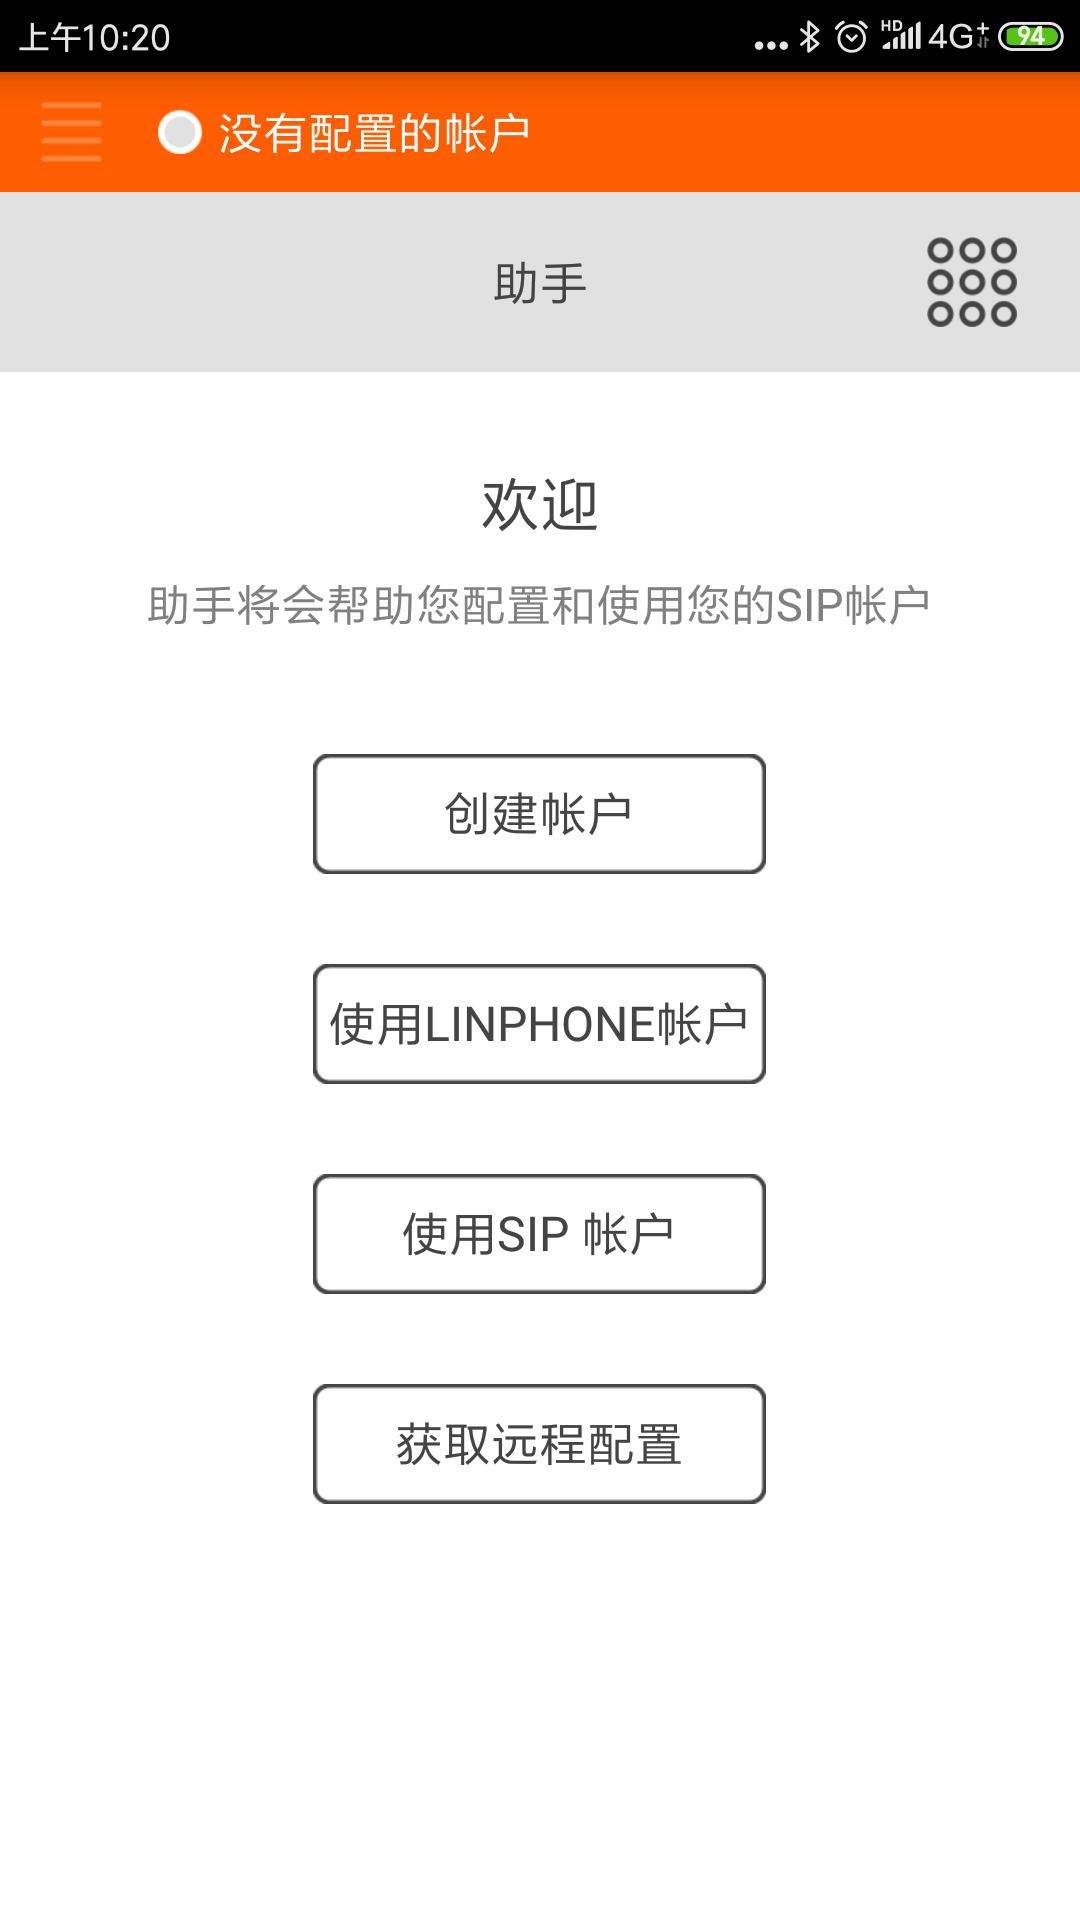 上午10:20
HD 4G+ 94
没有配置的帐户
助手
欢迎
助手将会帮助您配置和使用您的SIP帐户
创建帐户
使用LINPHONE帐户
使用SIP 帐户
获取远程配置